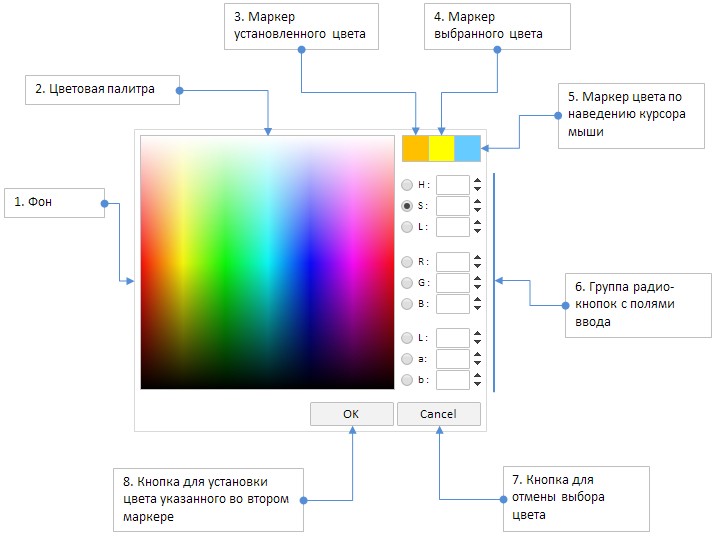 3. Маркер
установленного цвета
4. Маркер
выбранного цвета
2. Цветовая палитра
5. Маркер цвета по
наведению курсора
мыши
1. Фон
H:
S:
L:
R:
G:
B:
L:
a:
b:
6. Группа радио-
кнопок с полями
ввода
OK
Cancel
8. Кнопка для установки
цвета указанного во втором
маркере
7. Кнопка для
отмены выбора
цвета